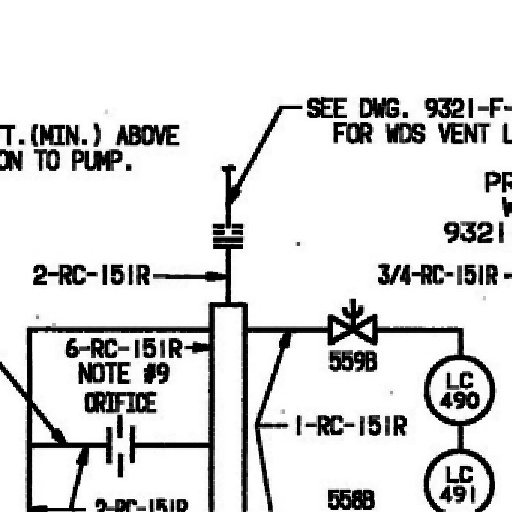 SEE DWG. 9321-F-
FOR WDS VENT L
T.(MIN.) ABOVE
ON TO PUMP.
PR
W
9321
2-RC-151R
3/4-RC-151R
6-RC-151R
NOTE #9
ORIFICE
559B
LC
490
1-RC-151R
LC
491
2-RC-151R
558B